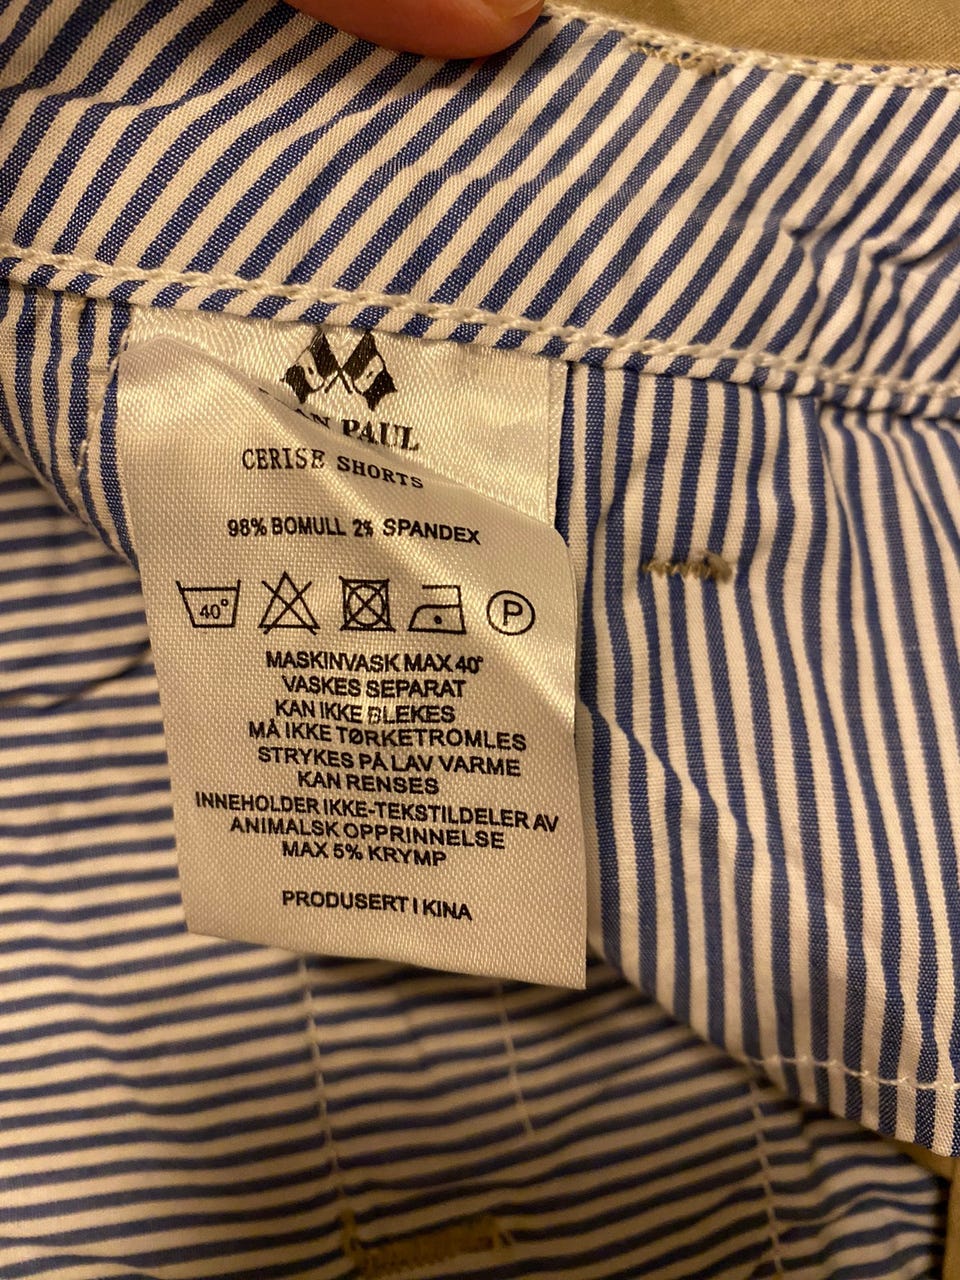 PAUL
CERISE SHORTS
98% BOMULL 2% SPANDEX
40° P
MASKINVASK MAX 40°
VASKES SEPARAT
KAN IKKE BLEKES
MÅ IKKE TØRKETROMLES
STRYKES PÅ LAV VARME
KAN RENSES
INNEHOLDER IKKE-TEKSTILDELER AV
ANIMALSK OPPRINNELSE
MAX 5% KRYMP
PRODUSERT I KINA